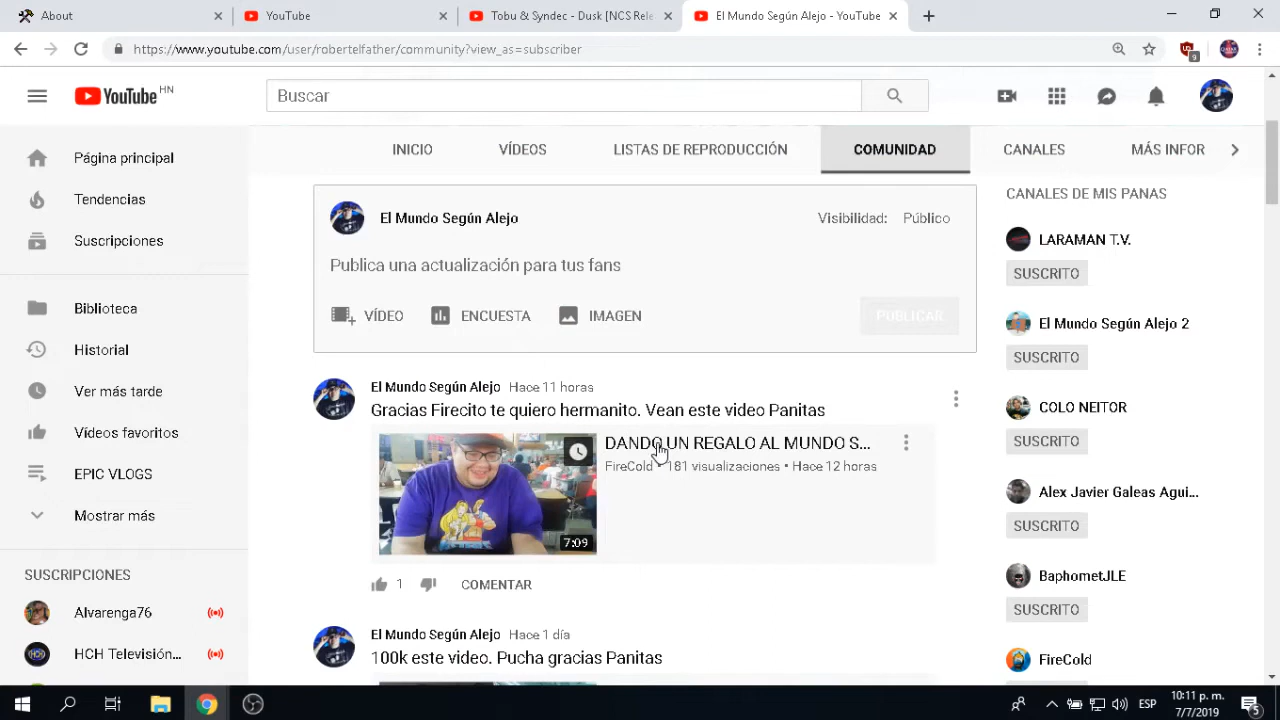 About
YouTube
Tobu & Syndec - Dusk [NCS Rele
El Mundo Según Alejo - YouTube
https://www.youtube.com/user/robertelfather/community?view_as=subscriber
9
YouTube HN
Buscar
INICIO
VÍDEOS
LISTAS DE REPRODUCCIÓN
COMUNIDAD
CANALES
MÁS INFOR
Página principal
Tendencias
Suscripciones
Biblioteca
Historial
Ver más tarde
Vídeos favoritos
EPIC VLOGS
Mostrar más
SUSCRIPCIONES
Alvarenga76
HCH Televisión...
El Mundo Según Alejo
Visibilidad: Público
Publica una actualización para tus fans
VÍDEO
ENCUESTA
IMAGEN
PUBLICAR
El Mundo Según Alejo Hace 11 horas
Gracias Firecito te quiero hermanito. Vean este video Panitas
DANDO UN REGALO AL MUNDO S...
FireCold • 181 visualizaciones • Hace 12 horas
7:09
1
COMENTAR
El Mundo Según Alejo Hace 1 día
100k este video. Pucha gracias Panitas
CANALES DE MIS PANAS
LARAMAN T.V.
SUSCRITO
El Mundo Según Alejo 2
SUSCRITO
COLO NEITOR
SUSCRITO
Alex Javier Galeas Agui...
SUSCRITO
BaphometJLE
SUSCRITO
FireCold
ESP
10:11 p. m.
7/7/2019
5